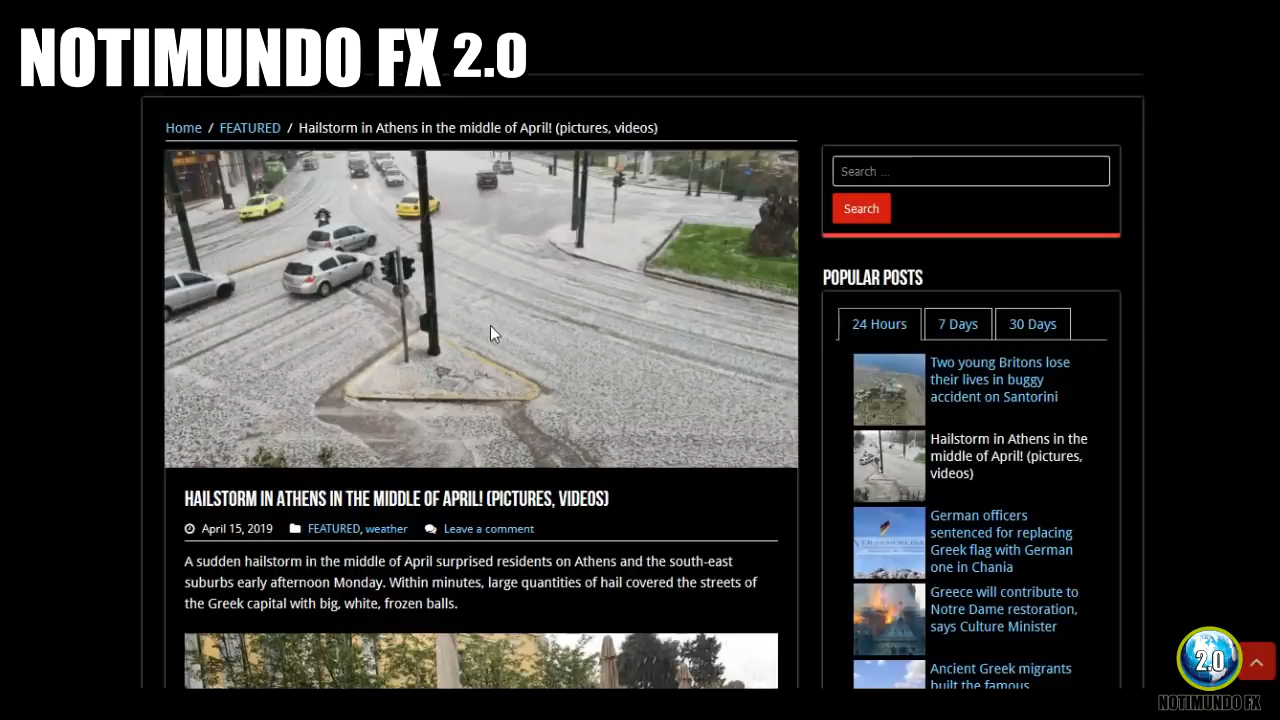 NOTIMUNDO FX 2.0
Home / FEATURED / Hailstorm in Athens in the middle of April! (pictures, videos)
Search ...
Search
POPULAR POSTS
24 Hours
7 Days
30 Days
Two young Britons lose
their lives in buggy
accident on Santorini
Hailstorm in Athens in the
middle of April! (pictures,
videos)
German officers
sentenced for replacing
Greek flag with German
one in Chania
Greece will contribute to
Notre Dame restoration,
says Culture Minister
Ancient Greek migrants
built the famous
HAILSTORM IN ATHENS IN THE MIDDLE OF APRIL! (PICTURES, VIDEOS)
April 15, 2019 FEATURED, weather Leave a comment
A sudden hailstorm in the middle of April surprised residents on Athens and the south-east
suburbs early afternoon Monday. Within minutes, large quantities of hail covered the streets of
the Greek capital with big, white, frozen balls.
2.0
NOTIMUNDO FX